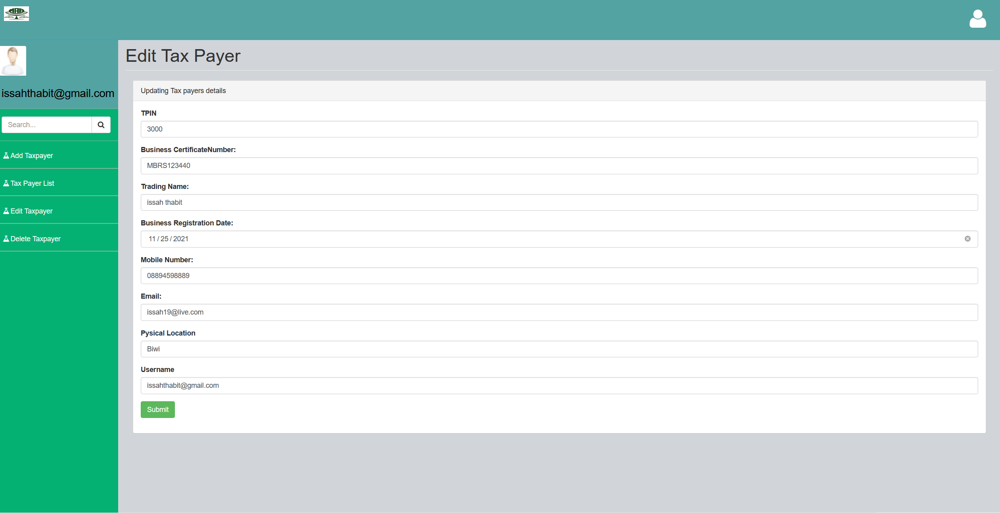 MRA
issahthabit@gmail.com
Search...
Add Taxpayer
Tax Payer List
Edit Taxpayer
Delete Taxpayer
Edit Tax Payer
Updating Tax payers details
TPIN
3000
Business CertificateNumber:
MBRS123440
Trading Name:
issah thabit
Business Registration Date:
11 / 25 / 2021
Mobile Number:
08894598889
Email:
issah19@live.com
Pysical Location
Biwi
Username
issahthabit@gmail.com
Submit